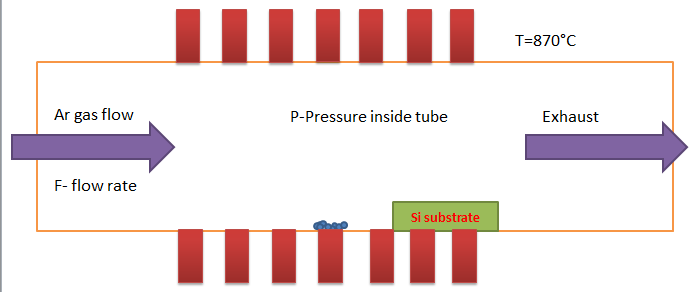 T=870°C
Ar gas flow
P-Pressure inside tube
Exhaust
F- flow rate
Si substrate